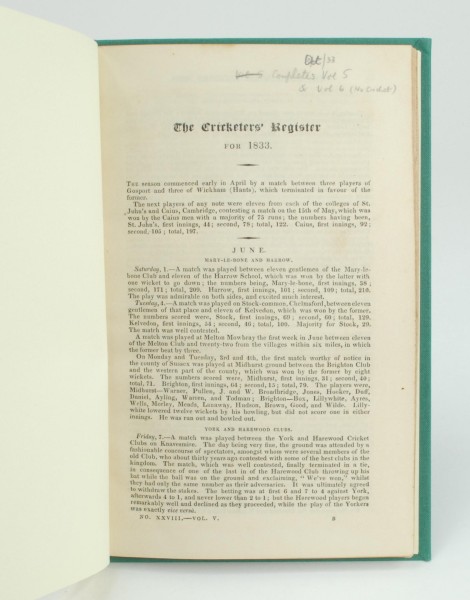 Oct/33
Completes Vol 5
& Vol 6
The Cricketers' Register
FOR 1833.
THE season commenced early in April by a match between three players of
Gosport and three of Wickham (Hants), which terminated in favour of the
former.
The next players of any note were eleven from each of the colleges of St.
John's and Caius, Cambridge, contesting a match on the 15th of May, which was
won by the Caius men with a majority of 75 runs; the numbers having been,
St. John's, first innings, 44; second, 78; total, 122. Caius, first innings, 92;
second, 105; total, 197.
JUNE.
MARY-LE-BONE AND HARROW.
Saturday, 1.—A match was played between eleven gentlemen of the Mary-le-
bone Club and eleven of the Harrow School, which was won by the latter with
one wicket to go down; the numbers being, Mary-le-bone, first innings, 38;
second, 171; total, 209. Harrow, first innings, 101; second, 109; total, 210.
The play was admirable on both sides, and excited much interest.
Tuesday, 4.—A match was played on Stock-common, Chelmsford, between eleven
gentlemen of that place and eleven of Kelvedon, which was won by the former.
The numbers scored were, Stock, first innings, 69; second, 60; total, 129.
Kelvedon, first innings, 54; second, 46; total, 100. Majority for Stock, 29.
The match was well contested.
A match was played at Melton Mowbray the first week in June between eleven
of the Melton Club and twenty-two from the villages within six miles, in which
the former beat by three.
On Monday and Tuesday, 3rd and 4th, the first match worthy of notice in
the county of Sussex was played at Midhurst ground between the Brighton Club
and the western part of the county, which was won by the former by eight
wickets. The numbers scored were, Midhurst, first innings, 31; second, 40;
total, 71. Brighton, first innings, 64; second, 15; total, 79. The players were,
Midhurst—Warner, Pullen, J. and W. Broadbridge, Jones, Hooker, Duff,
Daniel, Ayling, Warren, and Todman; Brighton—Box, Lillywhite, Ayres,
Wells, Morley, Meads, Lanaway, Hudson, Brown, Good, and Wilde. Lilly-
white lowered twelve wickets by his bowling, but did not score one in either
innings. He was run out and bowled out.
YORK AND HAREWOOD CLUBS.
Friday, 7.—A match was played between the York and Harewood Cricket
Clubs on Knavesmire. The day being very fine, the ground was attended by a
fashionable concourse of spectators, amongst whom were several members of the
old Club, who about thirty years ago contested with some of the best clubs in the
kingdom. The match, which was well contested, finally terminated in a tie,
in consequence of one of the last in of the Harewood Club throwing up his
bat while the ball was on the ground and exclaiming, "We've won," whilst
they had only the same number as their adversaries. It was ultimately agreed
to withdraw the stakes. The betting was at first 6 and 7 to 4 against York,
afterwards 4 to 1, and never lower than 2 to 1; but the Harewood players began
remarkably well and declined as they proceeded, while the play of the Yorkers
was exactly vice versa.
NO. XXVIII.—VOL. V.